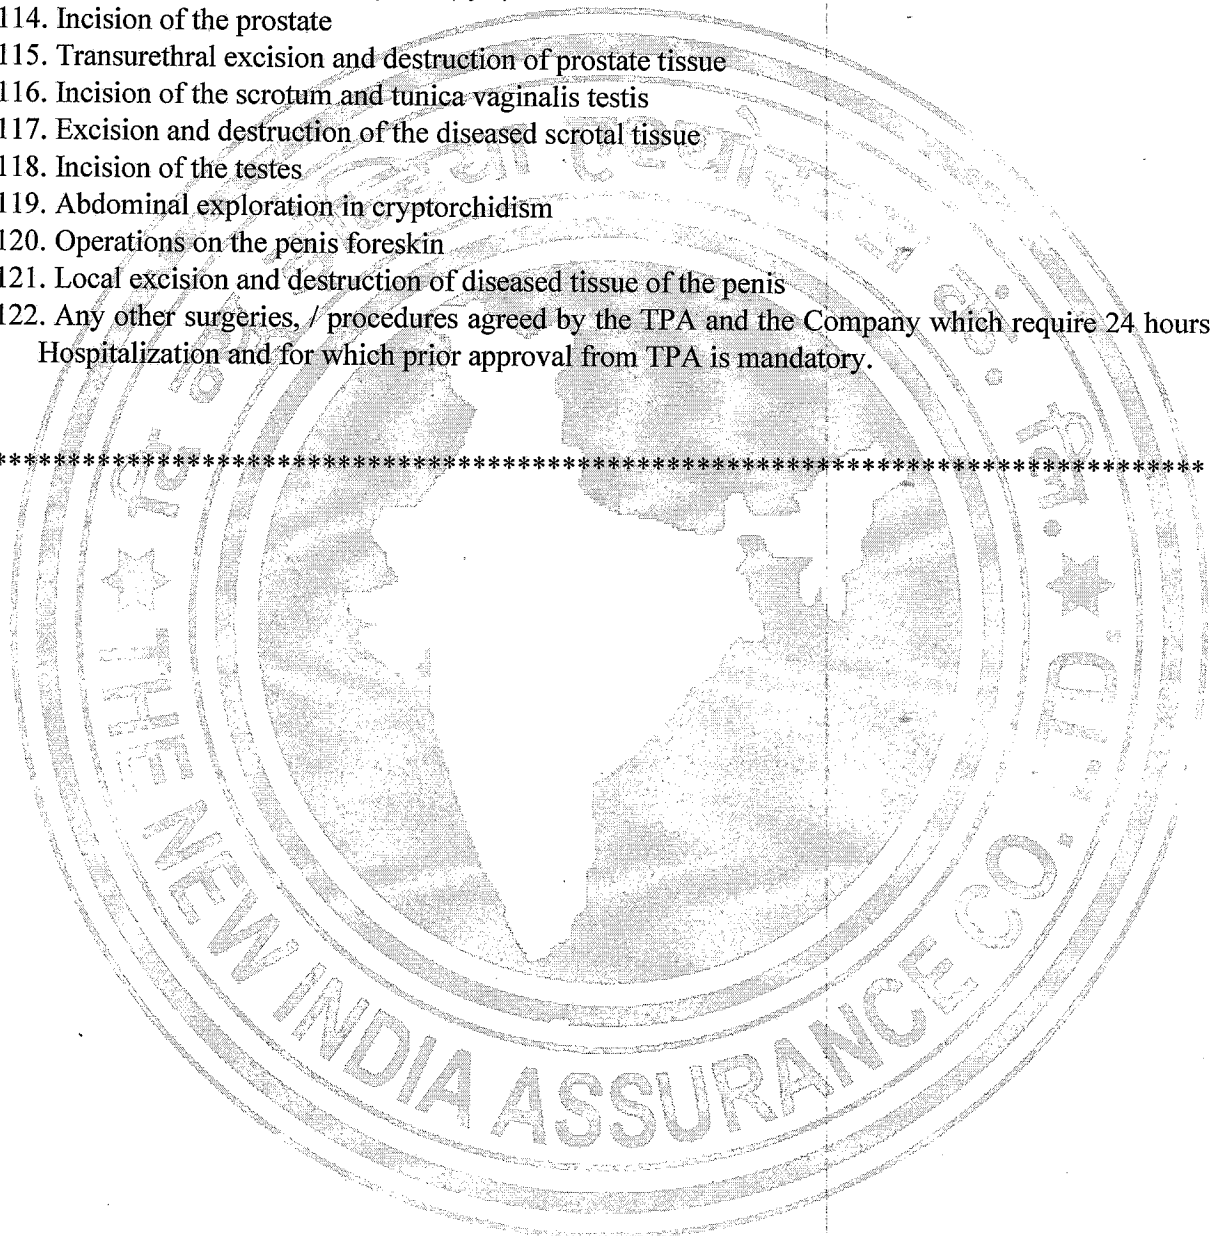 114. Incision of the prostate
115. Transurethral excision and destruction of prostate tissue
116. Incision of the scrotum and tunica vaginalis testis
117. Excision and destruction of the diseased scrotal tissue
118. Incision of the testes
119. Abdominal exploration in cryptorchidism
120. Operations on the penis foreskin
121. Local excision and destruction of diseased tissue of the penis
122. Any other surgeries, / procedures agreed by the TPA and the Company which require 24 hours
Hospitalization and for which prior approval from TPA is mandatory.
*********************************************************************************
THE NEW INDIA ASSURANCE CO. LTD.